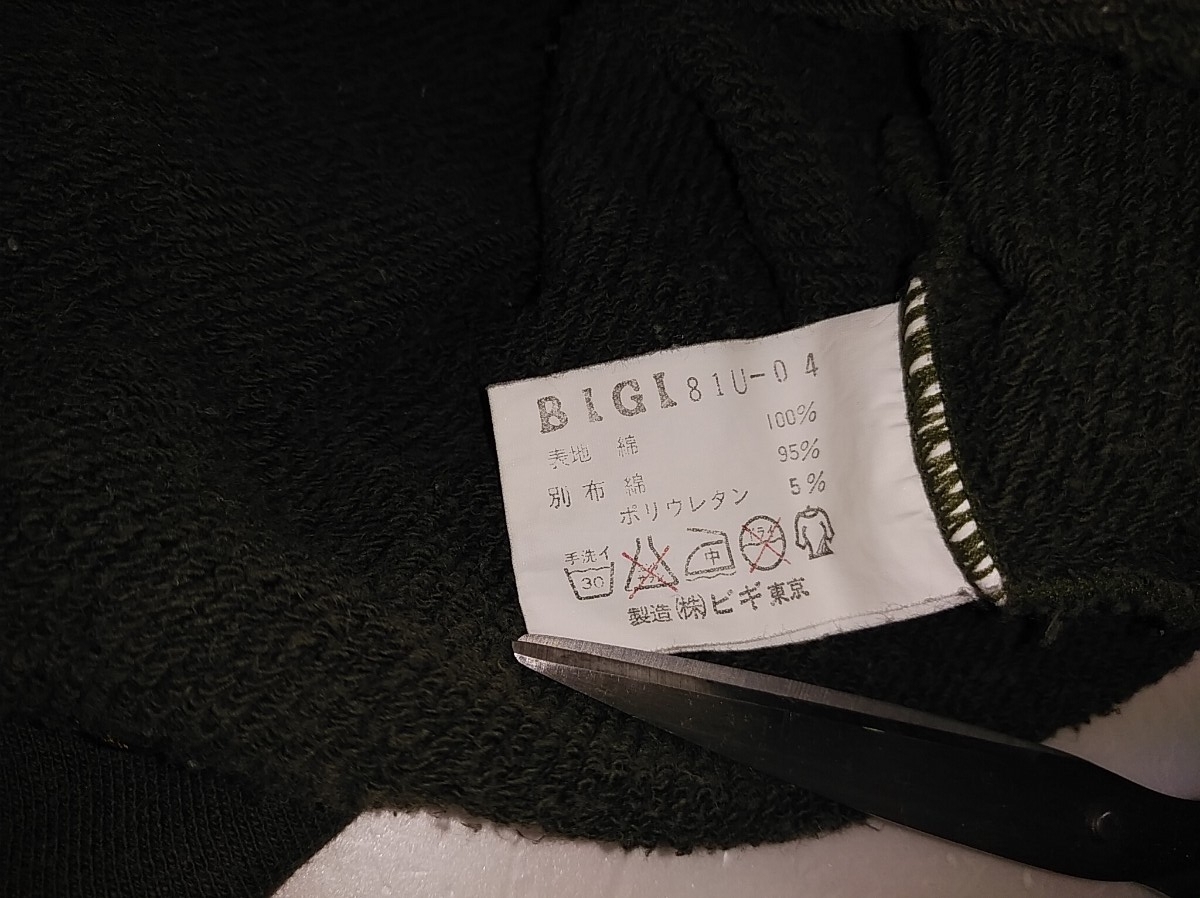 BIGI 81U-04
表地 綿 100%
別布 綿 95%
ポリウレタン 5%
手洗イ
30
中
製造(株)ビギ東京